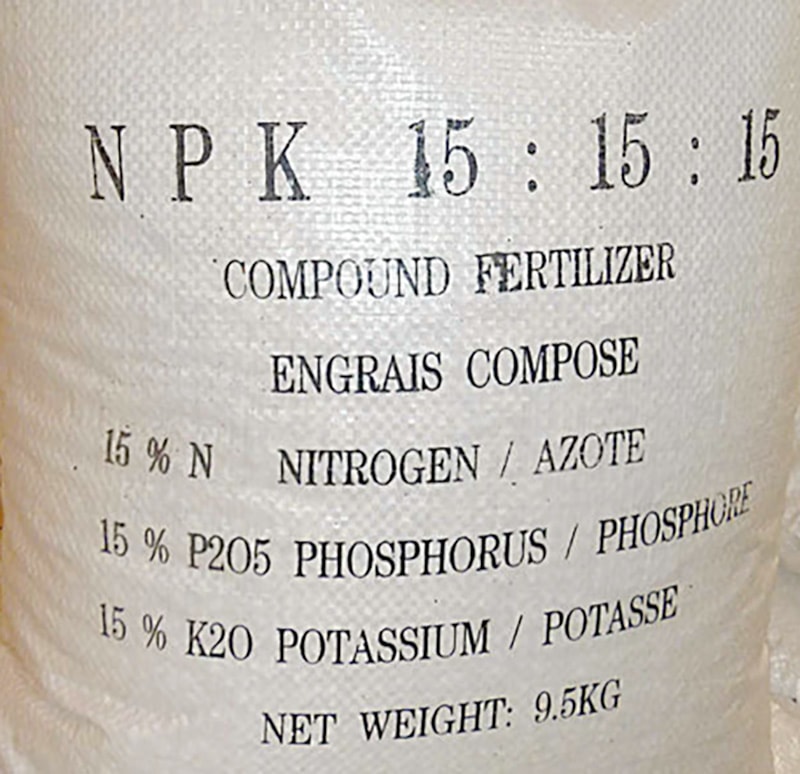 NPK 15 : 15 : 15
COMPOUND FERTILIZER
ENGRAIS COMPOSE
15 % N NITROGEN / AZOTE
15 % P2O5 PHOSPHORUS / PHOSPHORE
15 % K2O POTASSIUM / POTASSE
NET WEIGHT: 9.5KG